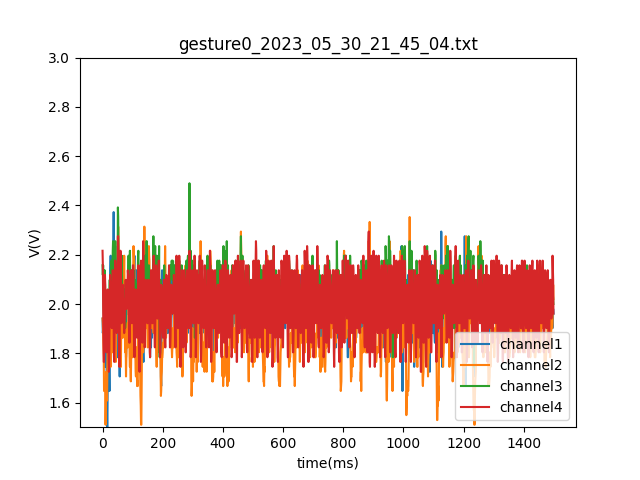 gesture0_2023_05_30_21_45_04.txt
3.0
2.8
2.6
2.4
2.2
2.0
1.8
1.6
V(V)
0 200 400 600 800 1000 1200 1400
time(ms)
channel1
channel2
channel3
channel4